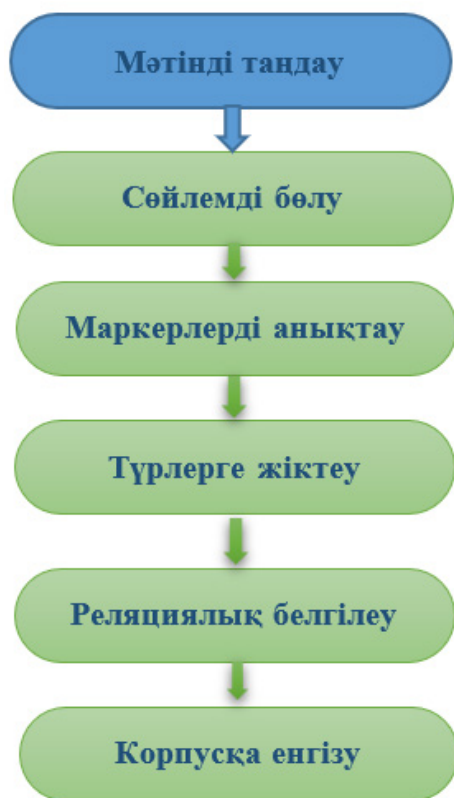 Мәтінді таңдау
Сөйлемді бөлу
Маркерлерді анықтау
Түрлерге жіктеу
Реляциялық белгілеу
Корпусқа енгізу